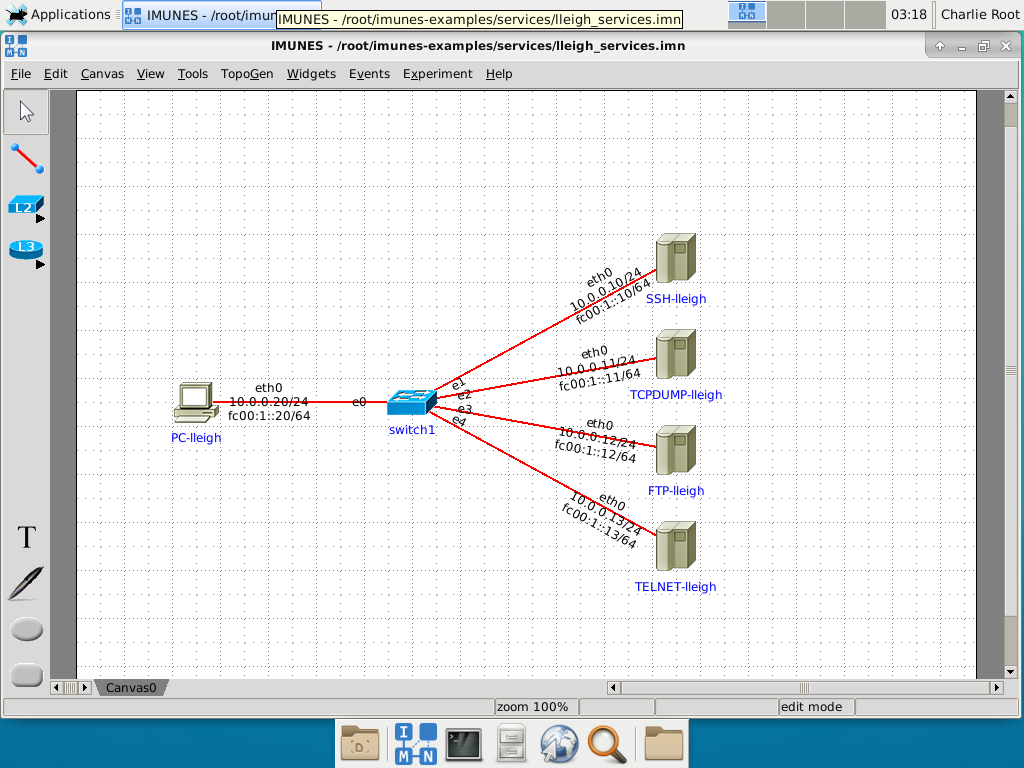 Applications
IMUNES - /root/imur
IMUNES - /root/imunes-examples/services/lleigh_services.imn
03:18
Charlie Root
IMUNES - /root/imunes-examples/services/lleigh_services.imn
File Edit Canvas View Tools TopoGen Widgets Events Experiment Help
L2
L3
T
eth0
10.0.0.10/24
fc00:1::10/64
SSH-lleigh
eth0
10.0.0.11/24
fc00:1::11/64
TCPDUMP-lleigh
eth0
10.0.0.20/24
fc00:1::20/64
PC-lleigh
e0
switch1
e1
e2
e3
e4
eth0
10.0.0.12/24
fc00:1::12/64
FTP-lleigh
eth0
10.0.0.13/24
fc00:1::13/64
TELNET-lleigh
Canvas0
zoom 100%
edit mode
I M
U N